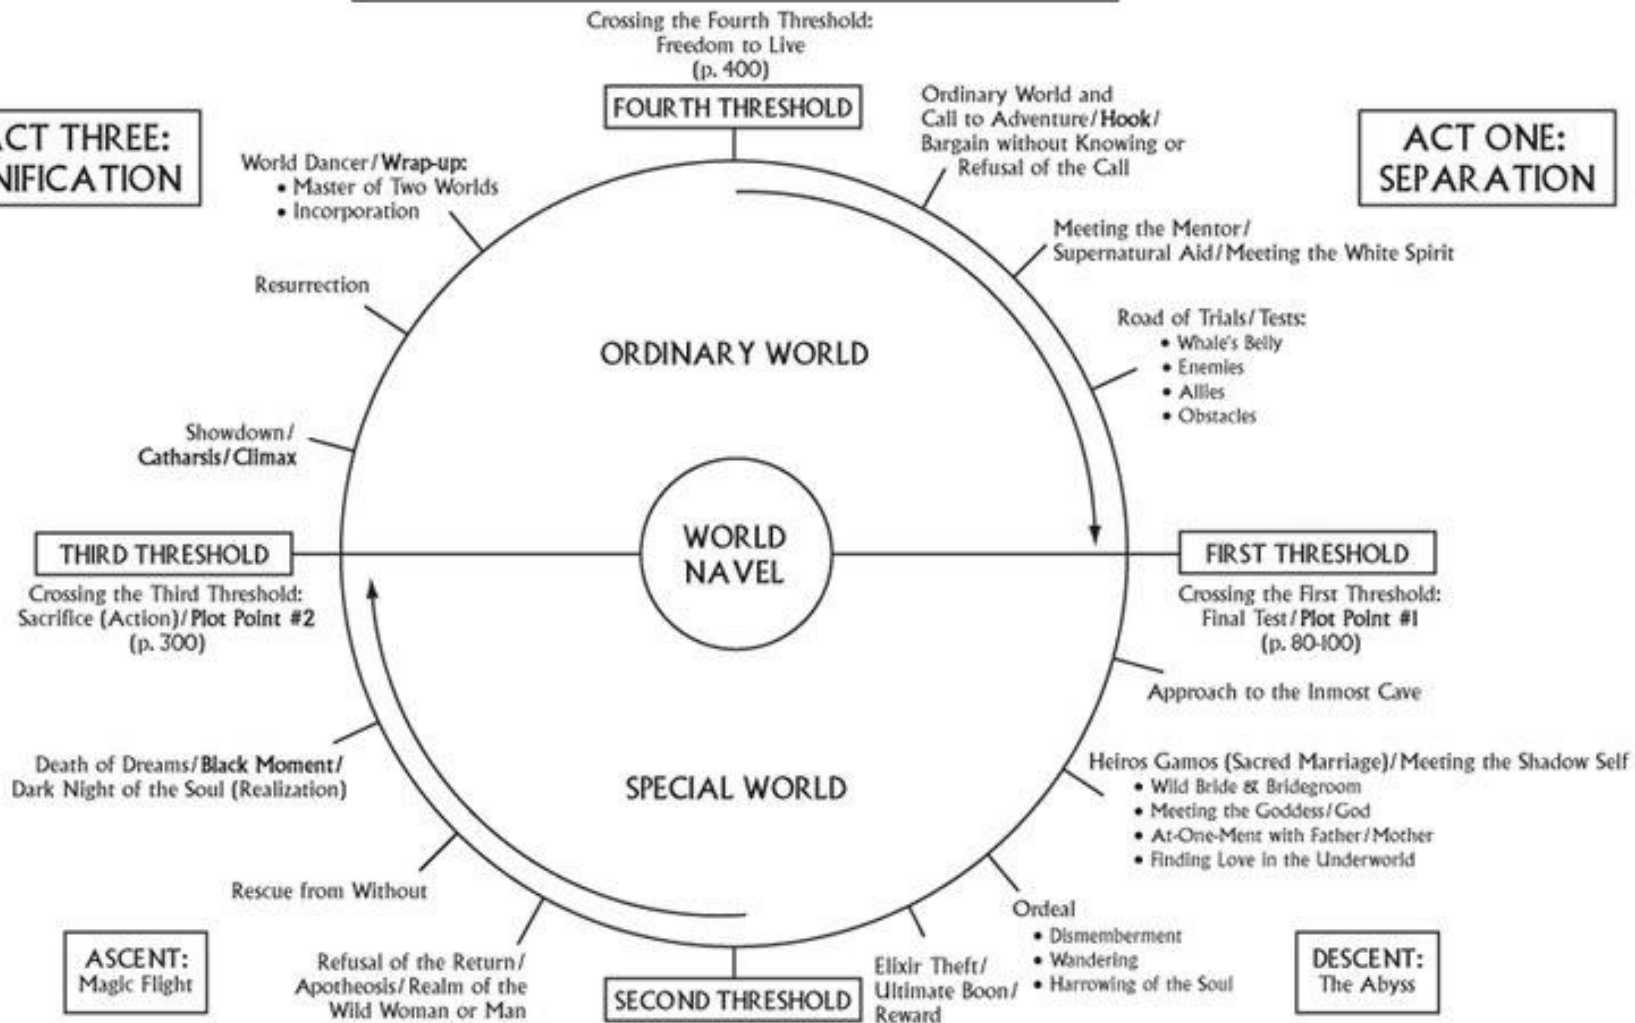 Crossing the Fourth Threshold:
Freedom to Live
(p. 400)
FOURTH THRESHOLD
ACT ONE:
SEPARATION
Ordinary World and
Call to Adventure/Hook/
Bargain without Knowing or
Refusal of the Call
Meeting the Mentor/
Supernatural Aid/Meeting the White Spirit
Road of Trials/Tests:
• Whale's Belly
• Enemies
• Allies
• Obstacles
FIRST THRESHOLD
Crossing the First Threshold:
Final Test/Plot Point #1
(p. 80-100)
Approach to the Inmost Cave
Heiros Gamos (Sacred Marriage)/Meeting the Shadow Self
• Wild Bride & Bridegroom
• Meeting the Goddess/God
• At-One-Ment with Father/Mother
• Finding Love in the Underworld
Ordeal
• Dismemberment
• Wandering
• Harrowing of the Soul
DESCENT:
The Abyss
Elixir Theft/
Ultimate Boon/
Reward
SECOND THRESHOLD
Refusal of the Return/
Apotheosis/Realm of the
Wild Woman or Man
ASCENT:
Magic Flight
Rescue from Without
Death of Dreams/Black Moment/
Dark Night of the Soul (Realization)
THIRD THRESHOLD
Crossing the Third Threshold:
Sacrifice (Action)/Plot Point #2
(p. 300)
Showdown/
Catharsis/Climax
Resurrection
World Dancer/Wrap-up:
• Master of Two Worlds
• Incorporation
CT THREE:
NIFICATION
ORDINARY WORLD
WORLD
NAVEL
SPECIAL WORLD